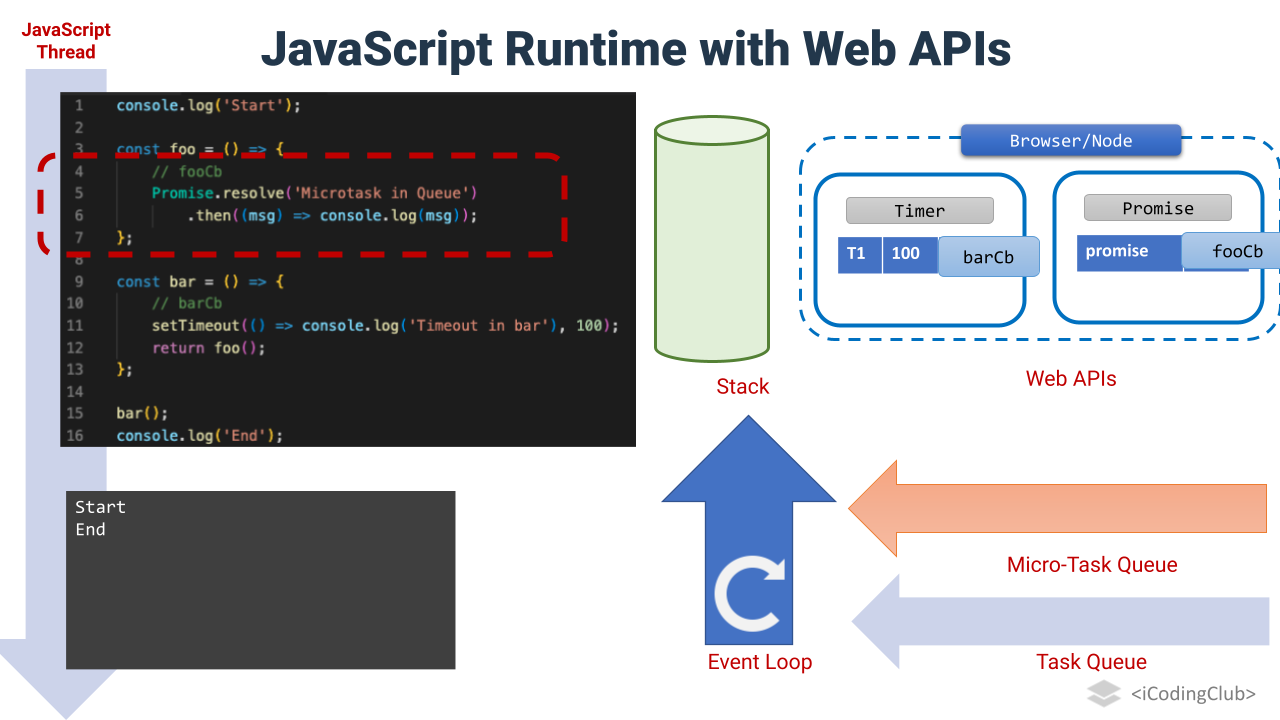 JavaScript
Thread
JavaScript Runtime with Web APIs
1 console.log('Start');
2
3 const foo = () => {
4 // fooCb
5 Promise.resolve('Microtask in Queue')
6 .then((msg) => console.log(msg));
7 };
8
9 const bar = () => {
10 // barCb
11 setTimeout(() => console.log('Timeout in bar'), 100);
12 return foo();
13 };
14
15 bar();
16 console.log('End');
Start
End
Stack
Browser/Node
Timer
T1 100 barCb
Promise
promise fooCb
Web APIs
Event Loop
Micro-Task Queue
Task Queue
<iCodingClub>